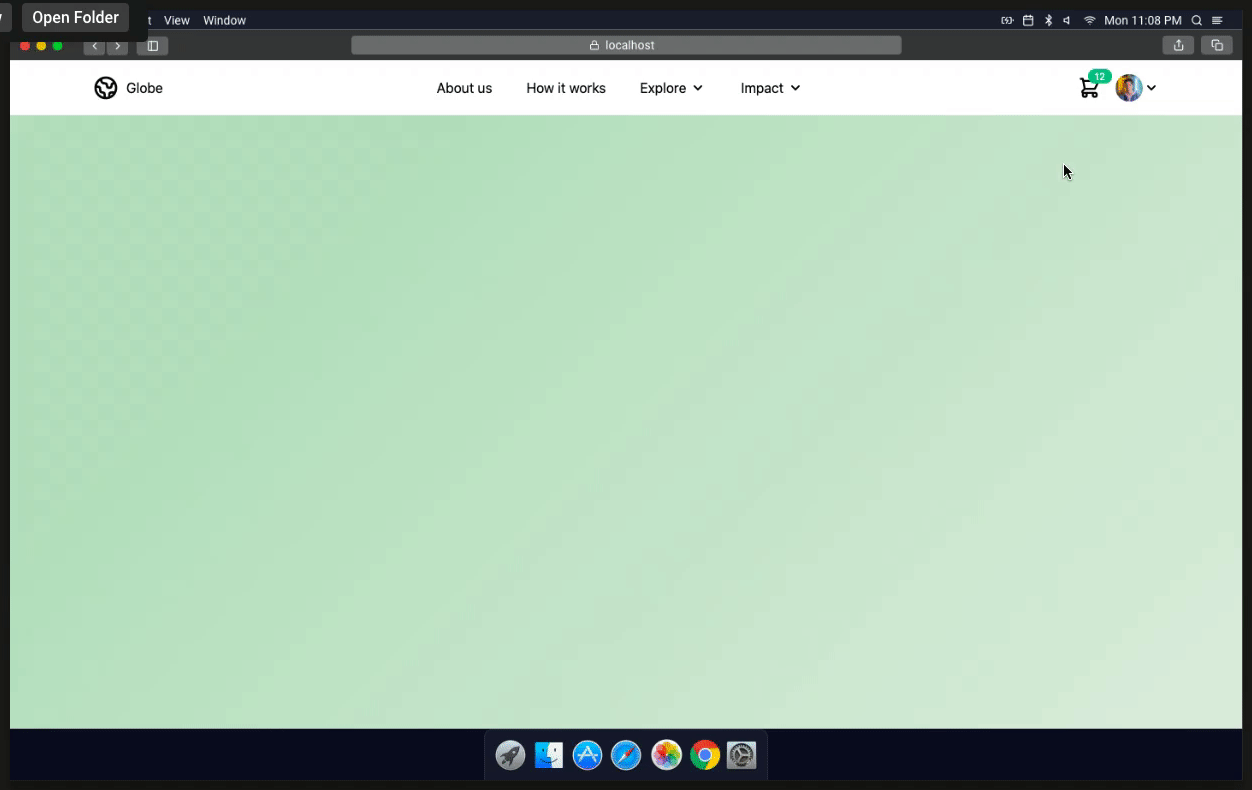 Open Folder
View Window
Mon 11:08 PM
localhost
Globe
About us
How it works
Explore
Impact
12